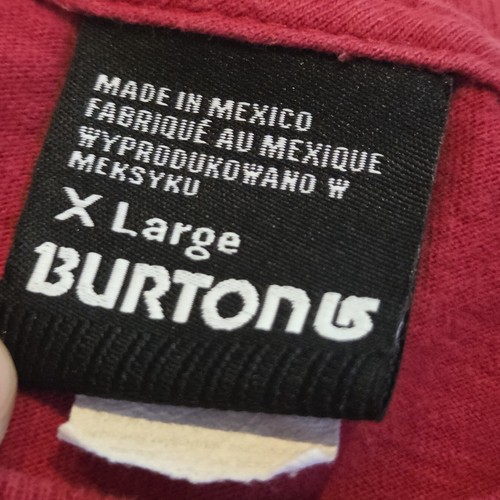 MADE IN MEXICO
FABRIQUÉ AU MEXIQUE
WYPRODUKOWANO W
MEKSYKU
X Large
BURTON